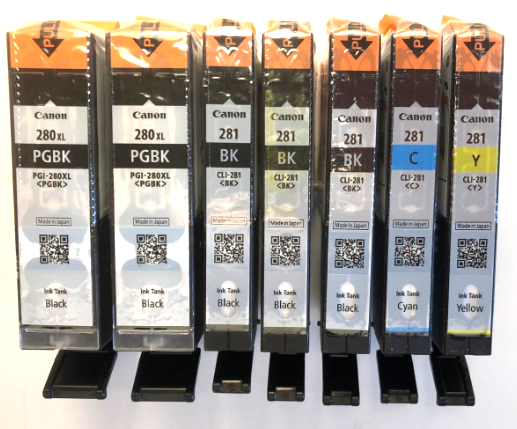 PULL
PULL
Canon
280XL
PGBK
PGI-280XL
<PGBK>
Made in Japan
Ink Tank
Black
Canon
280XL
PGBK
PGI-280XL
<PGBK>
Made in Japan
Ink Tank
Black
Canon
281
BK
CLI-281
<BK>
Made in Japan
Ink Tank
Black
Canon
281
BK
CLI-281
<BK>
Made in Japan
Ink Tank
Black
Canon
281
BK
CLI-281
<BK>
Made in Japan
Ink Tank
Black
Canon
281
C
CLI-281
<C>
Made in Japan
Ink Tank
Cyan
Canon
281
Y
CLI-281
<Y>
Made in Japan
Ink Tank
Yellow